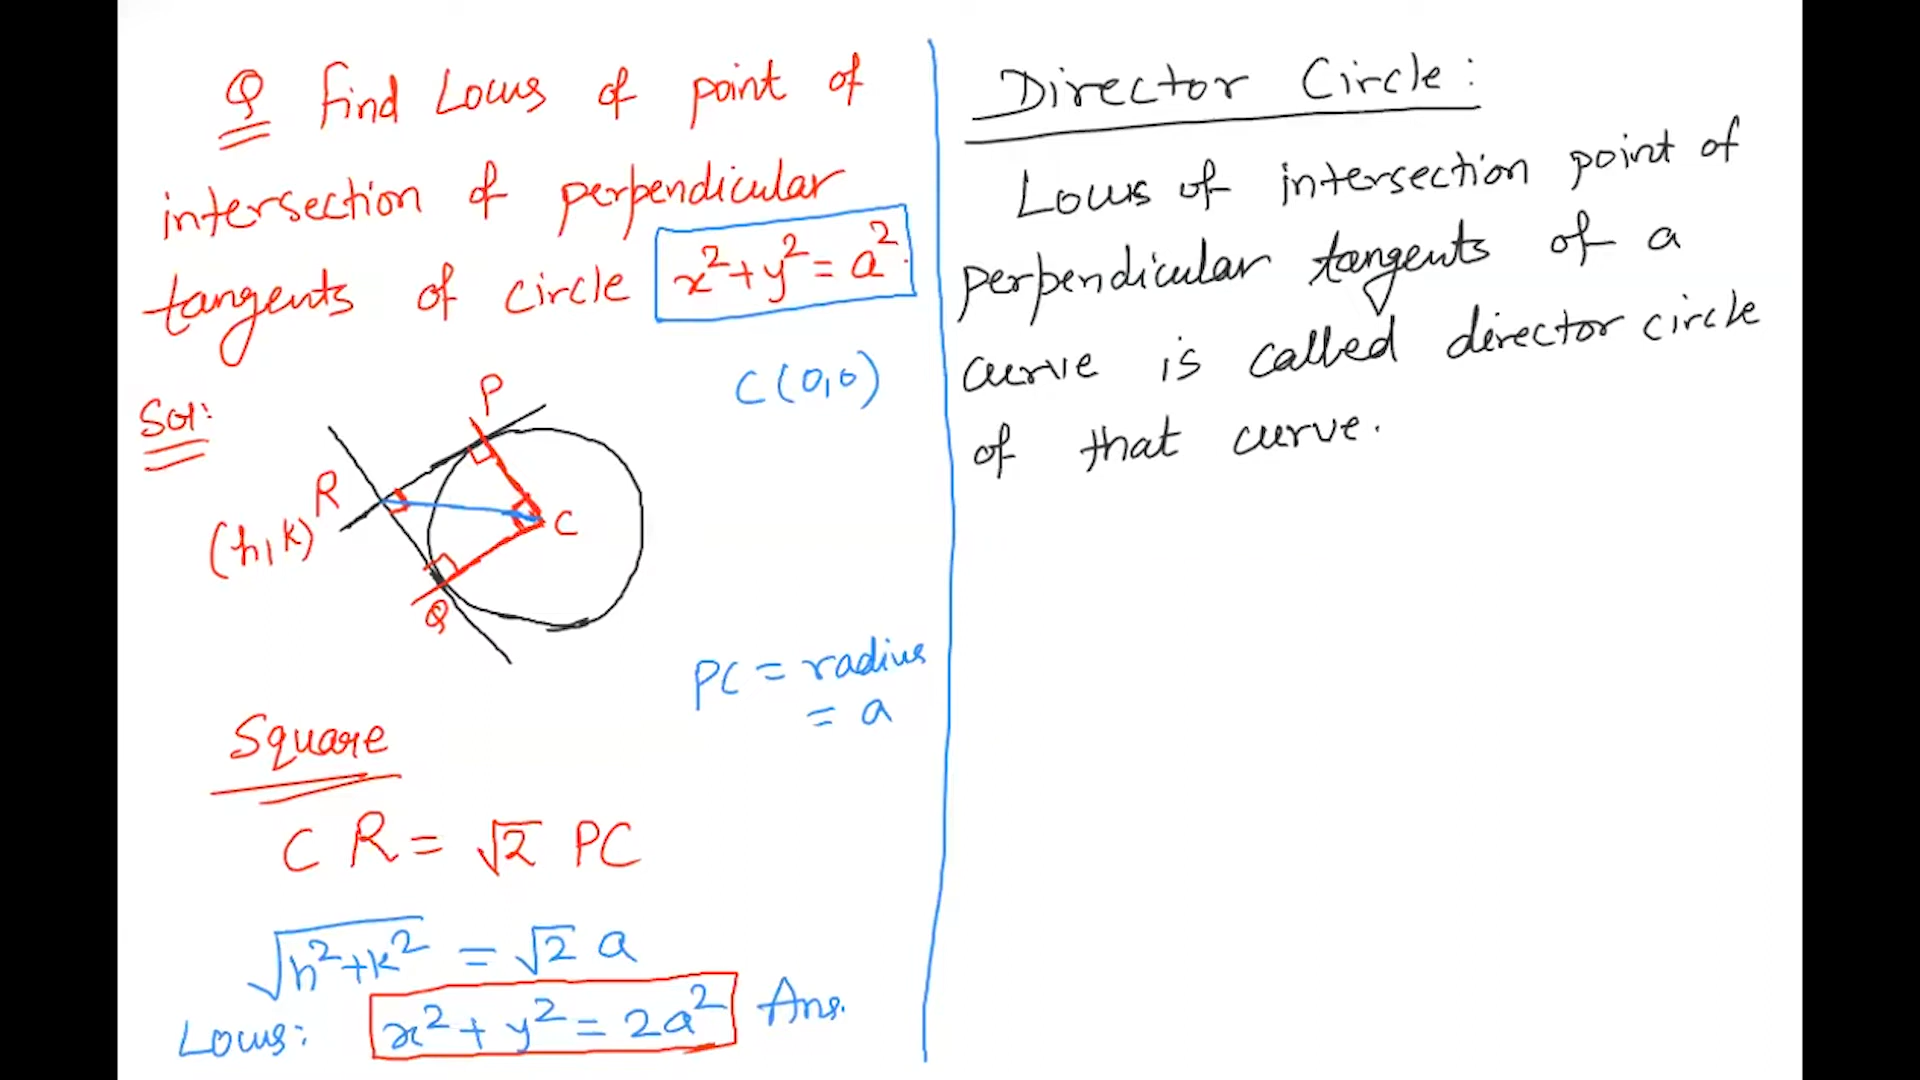 Q Find Locus of point of
intersection of perpendicular
tangents of circle x²+y²=a².
C(0,0)
Sol:
P
R
(h,k)
C
Q
PC = radius
= a
Square
CR = √2 PC
√h²+k² = √2 a
Locus: x²+y²=2a² Ans.
Director Circle:
Locus of intersection point of
perpendicular tangents of a
curve is called director circle
of that curve.